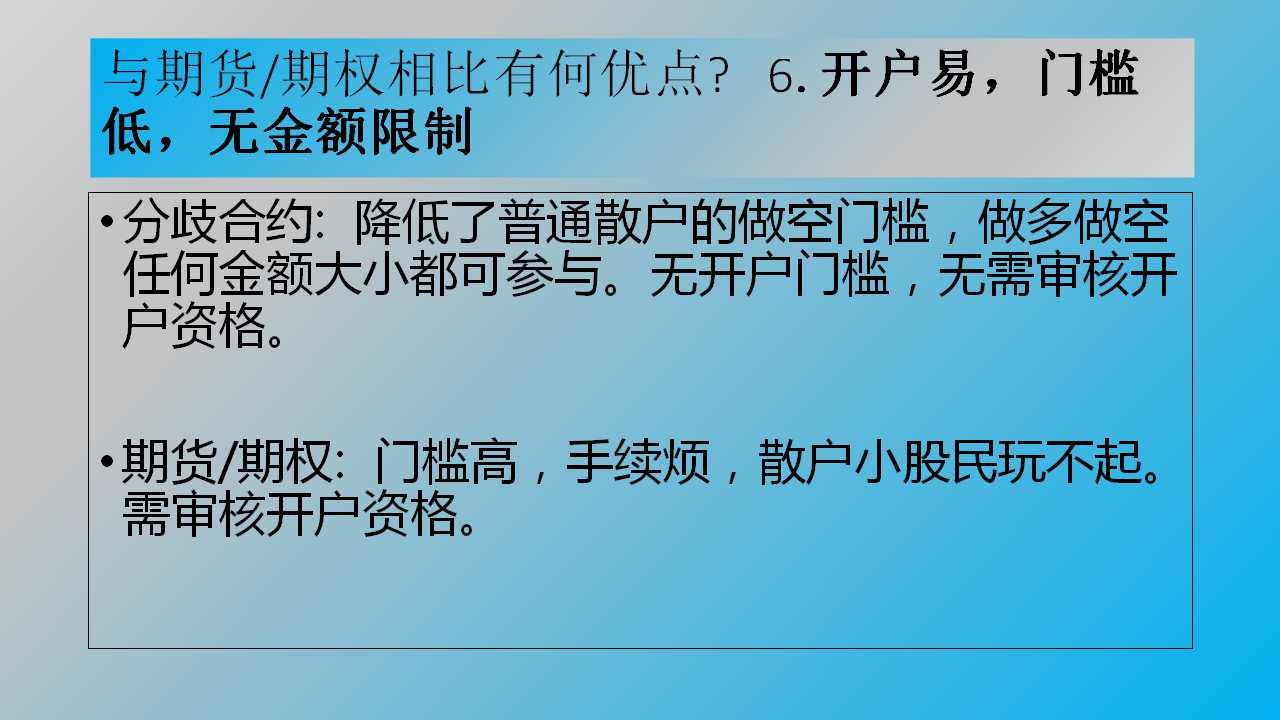 与期货/期权相比有何优点？ 6. 开户易，门槛
低，无金额限制
•分歧合约：降低了普通散户的做空门槛，做多做空
任何金额大小都可参与。无开户门槛，无需审核开
户资格。
•期货/期权：门槛高，手续烦，散户小股民玩不起。
需审核开户资格。